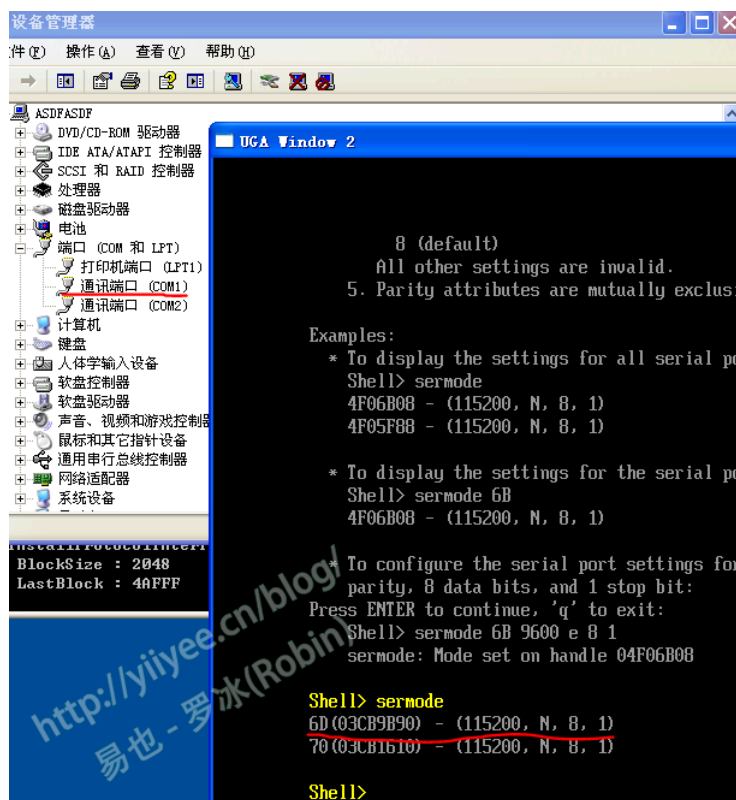 设备管理器
件(F) 操作(A) 查看(V) 帮助(H)
ASDFASDF
DVD/CD-ROM 驱动器
IDE ATA/ATAPI 控制器
SCSI 和 RAID 控制器
处理器
磁盘驱动器
电池
端口 (COM 和 LPT)
打印机端口 (LPT1)
通讯端口 (COM1)
通讯端口 (COM2)
计算机
键盘
人体学输入设备
软盘控制器
软盘驱动器
声音、视频和游戏控制器
鼠标和其它指针设备
通用串行总线控制器
网络适配器
系统设备
BlockSize : 2048
LastBlock : 4AFFF
UGA Window 2
8 (default)
All other settings are invalid.
5. Parity attributes are mutually exclusi
Examples:
* To display the settings for all serial po
Shell> sermode
4F06B08 - (115200, N, 8, 1)
4F05F88 - (115200, N, 8, 1)
* To display the settings for the serial po
Shell> sermode 6B
4F06B08 - (115200, N, 8, 1)
* To configure the serial port settings for
parity, 8 data bits, and 1 stop bit:
Press ENTER to continue, 'q' to exit:
Shell> sermode 6B 9600 e 8 1
sermode: Mode set on handle 04F06B08
Shell> sermode
6D(03CB9B90) - (115200, N, 8, 1)
70(03CB1610) - (115200, N, 8, 1)
Shell>
http://yiiyee.cn/blog/
易也 - 罗冰(Robin)